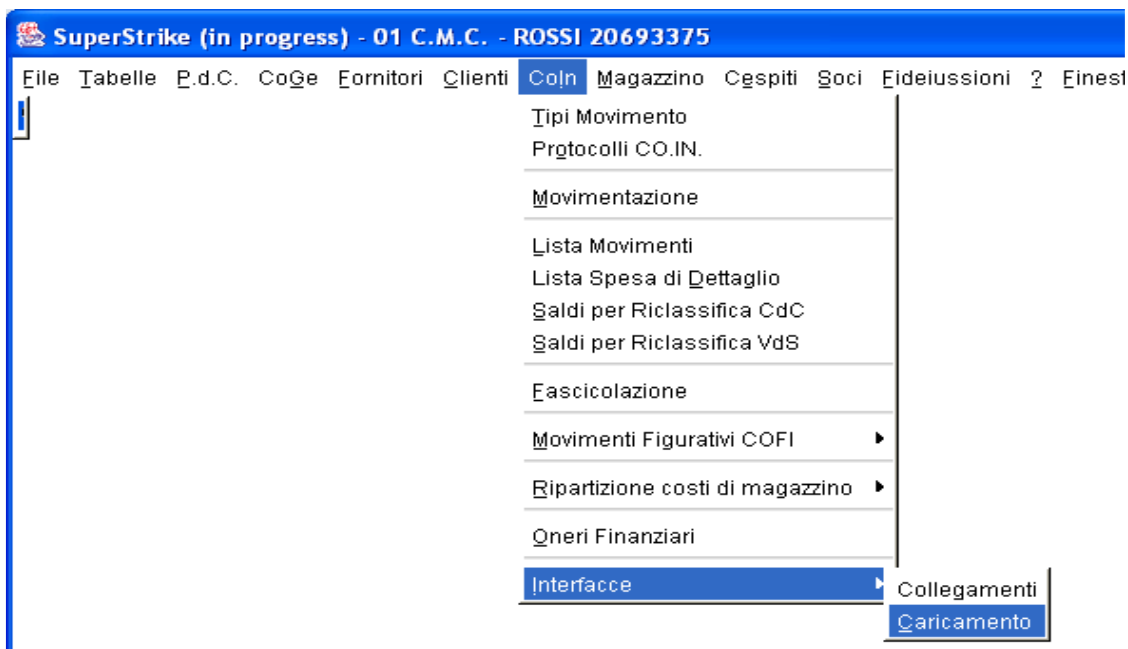 SuperStrike (in progress) - 01 C.M.C. - ROSSI 20693375
File Tabelle P.d.C. CoGe Fornitori Clienti CoIn Magazzino Cespiti Soci Fideiussioni ? Finest
Tipi Movimento
Protocolli CO.IN.
Movimentazione
Lista Movimenti
Lista Spesa di Dettaglio
Saldi per Riclassifica CdC
Saldi per Riclassifica VdS
Fascicolazione
Movimenti Figurativi COFI
Ripartizione costi di magazzino
Oneri Finanziari
Interfacce
Collegamenti
Caricamento